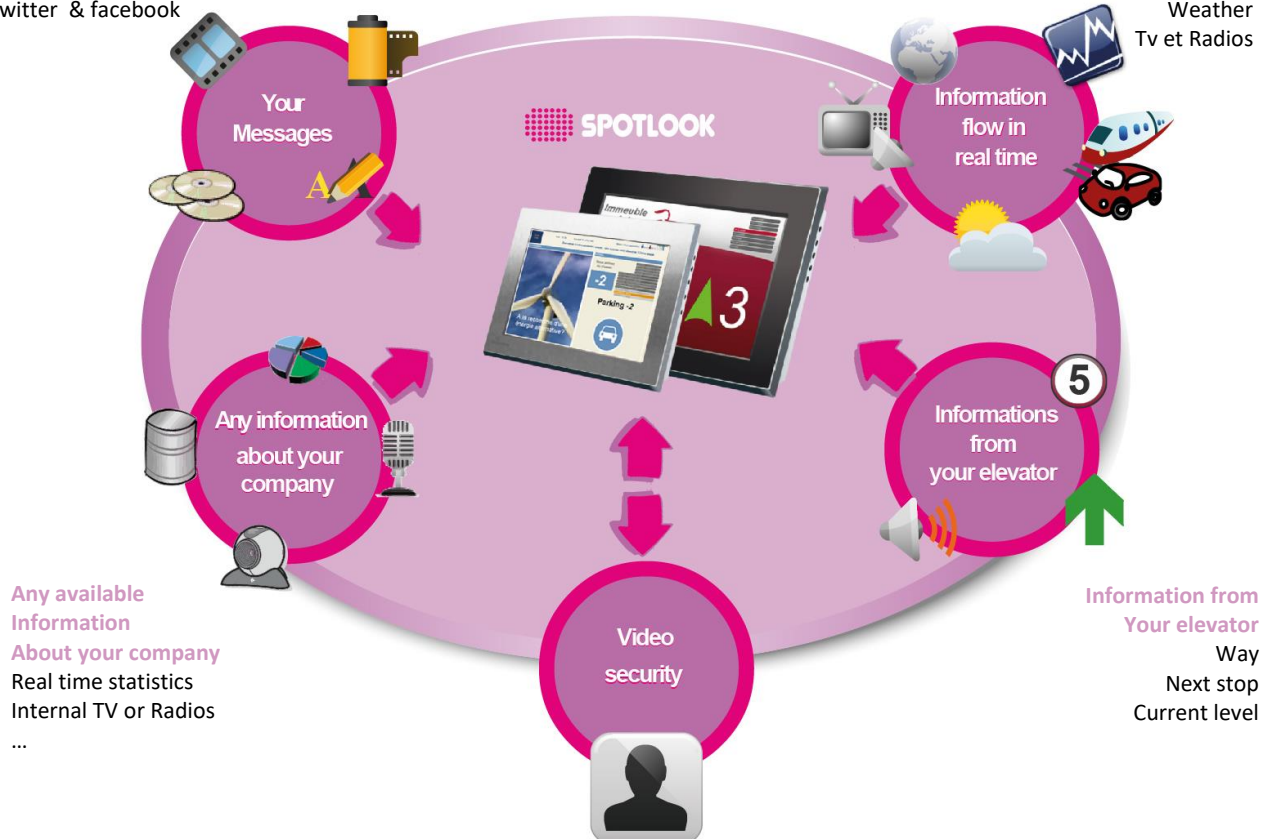 witter & facebook
Weather
Tv et Radios
Your
Messages
A
A
SPOTLOOK
Information
flow in
real time
Immeuble
3
-2
Parking -2
Any information
about your
company
5
Informations
from
your elevator
Any available
Information
About your company
Real time statistics
Internal TV or Radios
…
Information from
Your elevator
Way
Next stop
Current level
Video
security